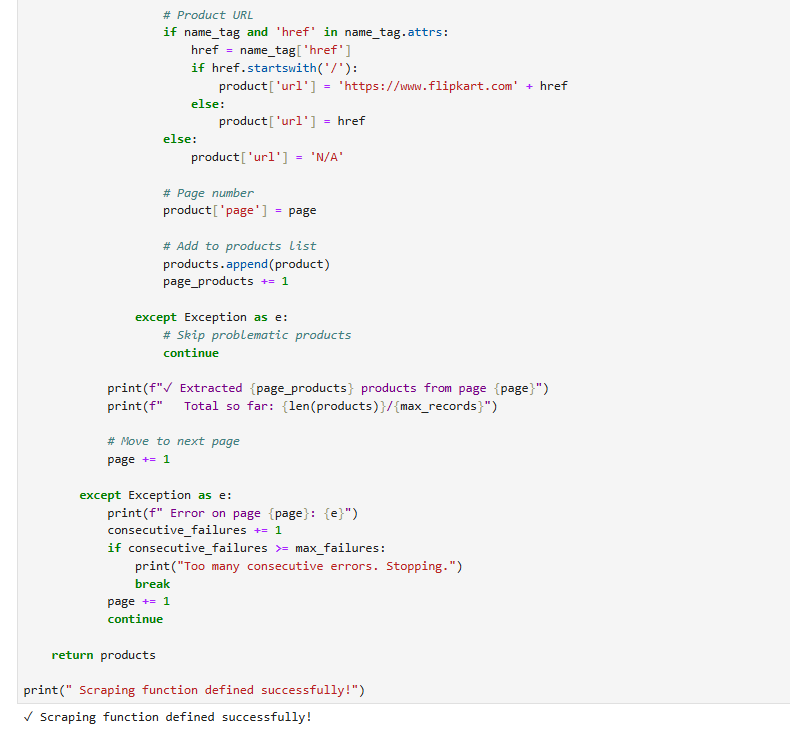 # Product URL
if name_tag and 'href' in name_tag.attrs:
    href = name_tag['href']
    if href.startswith('/'):
        product['url'] = 'https://www.flipkart.com' + href
    else:
        product['url'] = href
else:
    product['url'] = 'N/A'
# Page number
product['page'] = page
# Add to products list
products.append(product)
page_products += 1
except Exception as e:
    # Skip problematic products
    continue
print(f"✓ Extracted {page_products} products from page {page}")
print(f"   Total so far: {len(products)}/{max_records}")
# Move to next page
page += 1
except Exception as e:
    print(f" Error on page {page}: {e}")
    consecutive_failures += 1
    if consecutive_failures >= max_failures:
        print("Too many consecutive errors. Stopping.")
        break
    page += 1
    continue
return products
print(" Scraping function defined successfully!")
✓ Scraping function defined successfully!